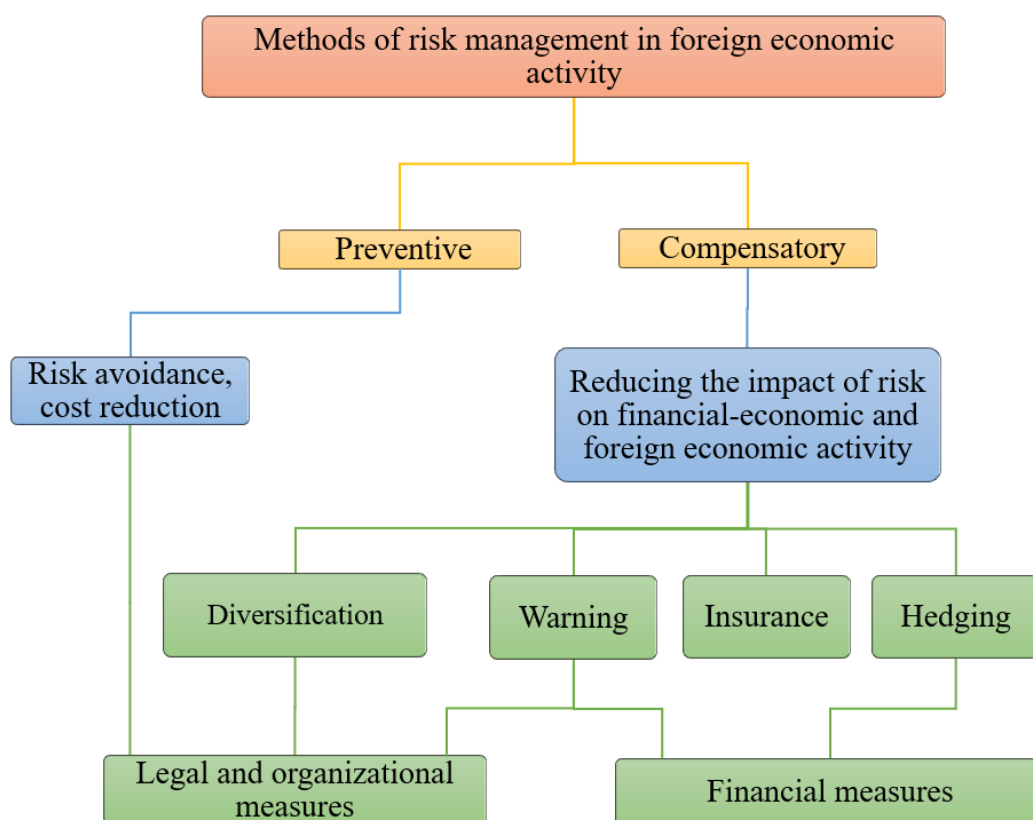 Methods of risk management in foreign economic
activity
Preventive
Compensatory
Risk avoidance,
cost reduction
Reducing the impact of risk
on financial-economic and
foreign economic activity
Diversification
Warning
Insurance
Hedging
Legal and organizational
measures
Financial measures